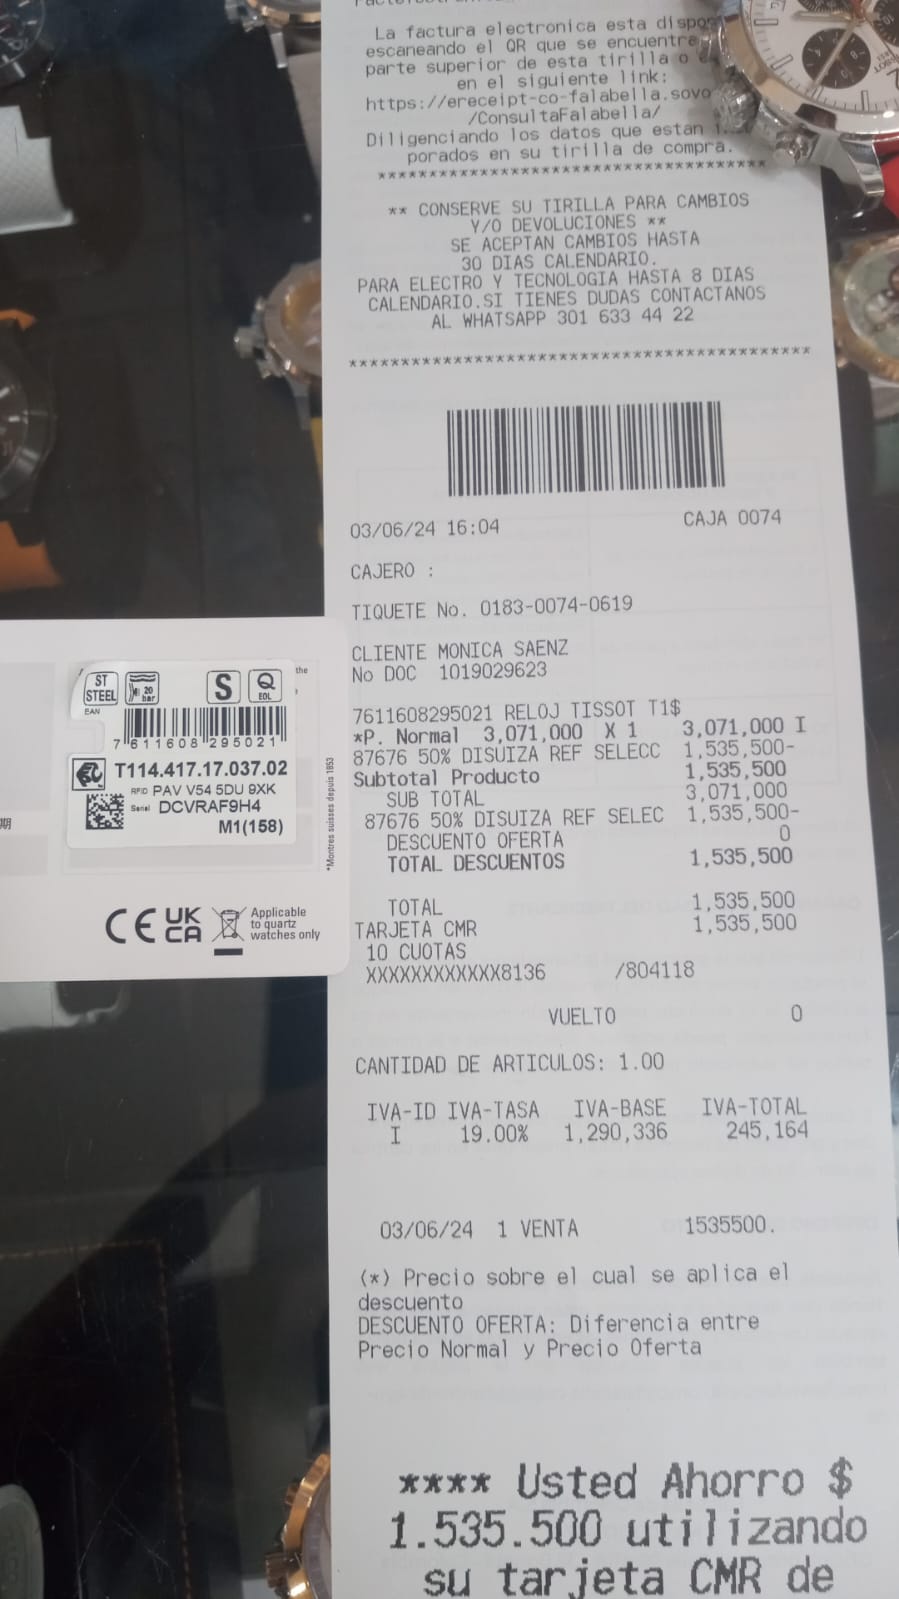 La factura electronica esta dispo
escaneando el QR que se encuentra
parte superior de esta tirilla o
en el siguiente link:
https://ereceipt-co-falabella.sovo
/ConsultaFalabella/
Diligenciando los datos que estan
porados en su tirilla de compra.
*************************************
** CONSERVE SU TIRILLA PARA CAMBIOS
Y/O DEVOLUCIONES **
SE ACEPTAN CAMBIOS HASTA
30 DIAS CALENDARIO.
PARA ELECTRO Y TECNOLOGIA HASTA 8 DIAS
CALENDARIO.SI TIENES DUDAS CONTACTANOS
AL WHATSAPP 301 633 44 22
*****************************************
03/06/24 16:04 CAJA 0074
CAJERO :
TIQUETE No. 0183-0074-0619
CLIENTE MONICA SAENZ
No DOC 1019029623
7611608295021 RELOJ TISSOT T1$
*P. Normal 3,071,000 X 1 3,071,000 I
87676 50% DISUIZA REF SELECC 1,535,500-
Subtotal Producto 1,535,500
SUB TOTAL 3,071,000
87676 50% DISUIZA REF SELEC 1,535,500-
DESCUENTO OFERTA 0
TOTAL DESCUENTOS 1,535,500
TOTAL 1,535,500
TARJETA CMR 1,535,500
10 CUOTAS
XXXXXXXXXXXX8136 /804118
VUELTO 0
CANTIDAD DE ARTICULOS: 1.00
IVA-ID IVA-TASA IVA-BASE IVA-TOTAL
I 19.00% 1,290,336 245,164
03/06/24 1 VENTA 1535500.
(*) Precio sobre el cual se aplica el
descuento
DESCUENTO OFERTA: Diferencia entre
Precio Normal y Precio Oferta
**** Usted Ahorro $
1.535.500 utilizando
su tarjeta CMR de
the
ST
STEEL
20
bar
S
Q
EOL
EAN
7 611608 295021
T114.417.17.037.02
RFID PAV V54 5DU 9XK
Serial DCVRAF9H4
M1(158)
*Montres suisses depuis 1853
期
CE UK
CA
Applicable
to quartz
watches only